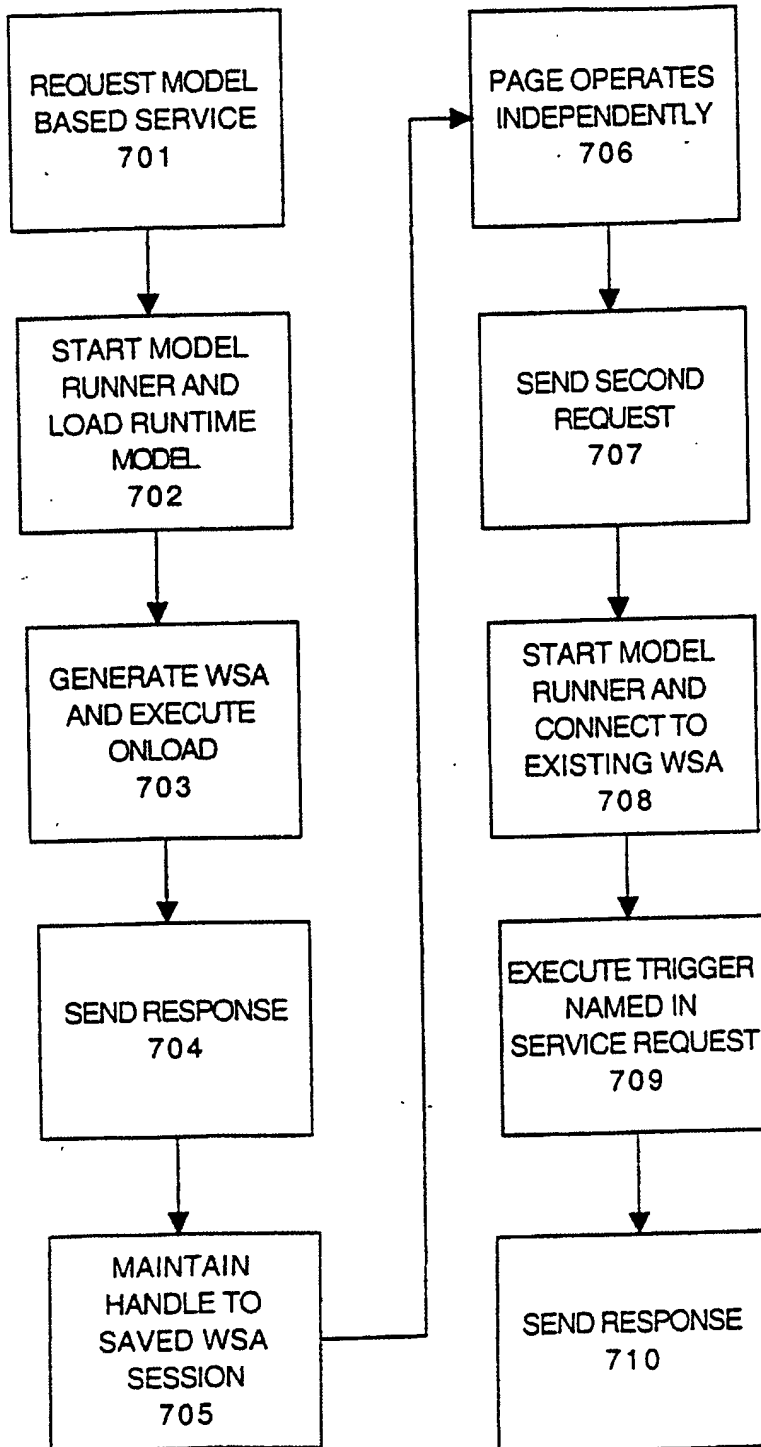 REQUEST MODEL
BASED SERVICE
701
START MODEL
RUNNER AND
LOAD RUNTIME
MODEL
702
GENERATE WSA
AND EXECUTE
ONLOAD
703
SEND RESPONSE
704
MAINTAIN
HANDLE TO
SAVED WSA
SESSION
705
PAGE OPERATES
INDEPENDENTLY
706
SEND SECOND
REQUEST
707
START MODEL
RUNNER AND
CONNECT TO
EXISTING WSA
708
EXECUTE TRIGGER
NAMED IN
SERVICE REQUEST
709
SEND RESPONSE
710